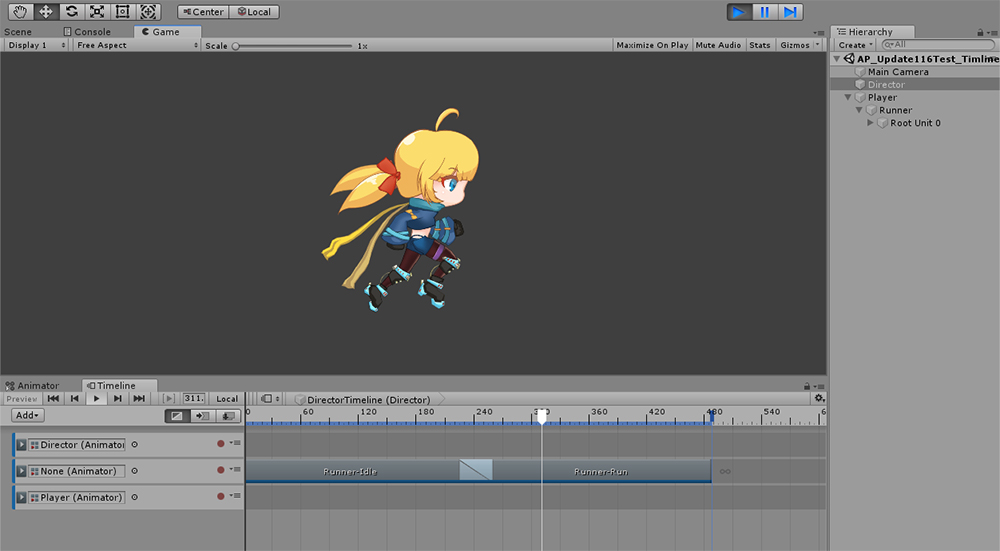 Center Local
Scene Console Game
Display 1 Free Aspect Scale 1x Maximize On Play Mute Audio Stats Gizmos
Hierarchy
Create All
AP_Update116Test_Timline
Main Camera
Director
Player
Runner
Root Unit 0
Animator Timeline
Preview 311. Local DirectorTimeline (Director)
Add 0 60 120 180 240 300 360 420 480 540 6
Director (Animator
None (Animator) Runner-Idle Runner-Run
Player (Animator)